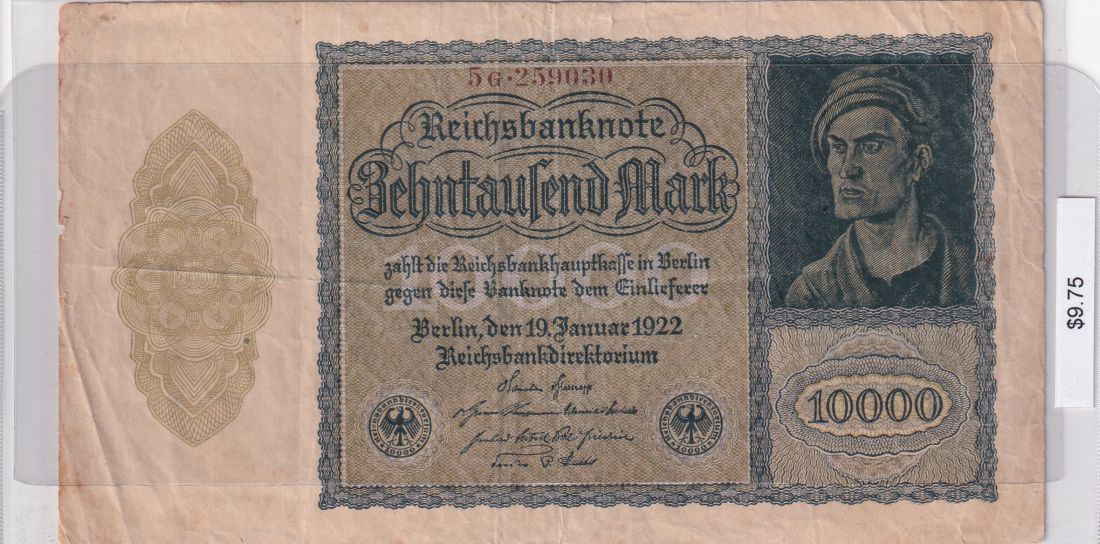 5G·259030
Reichsbanknote
Zehntausend Mark
10000
zahlt die Reichsbankhauptkasse in Berlin
gegen diese Banknote dem Einlieferer
Berlin, den 19. Januar 1922
Reichsbankdirektorium
10000
$9.75